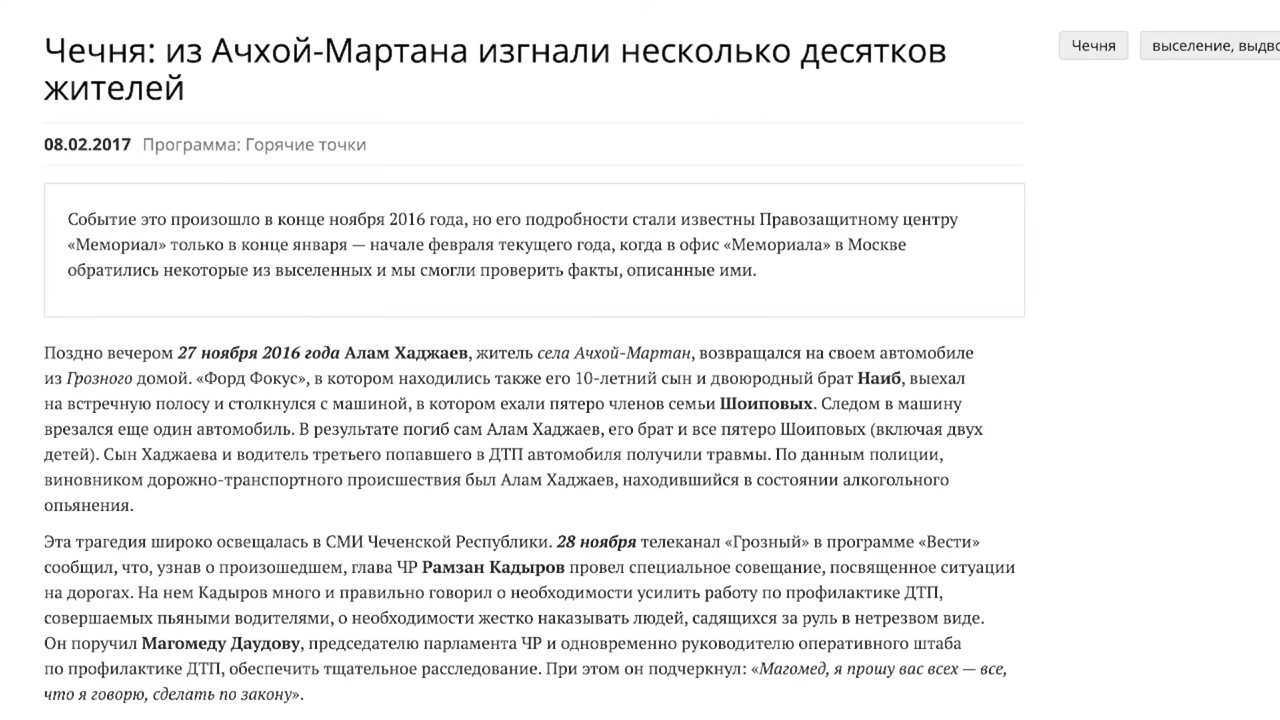 Чечня: из Ачхой-Мартана изгнали несколько десятков
жителей
Чечня
выселение,
08.02.2017 Программа: Горячие точки
Событие это произошло в конце ноября 2016 года, но его подробности стали известны Правозащитному центру
«Мемориал» только в конце января — начале февраля текущего года, когда в офис «Мемориала» в Москве
обратились некоторые из выселенных и мы смогли проверить факты, описанные ими.
Поздно вечером 27 ноября 2016 года Алам Хаджаев, житель села Ачхой-Мартан, возвращался на своем автомобиле
из Грозного домой. «Форд Фокус», в котором находились также его 10-летний сын и двоюродный брат Наиб, выехал
на встречную полосу и столкнулся с машиной, в котором ехали пятеро членов семьи Шоиповых. Следом в машину
врезался еще один автомобиль. В результате погиб сам Алам Хаджаев, его брат и все пятеро Шоиповых (включая двух
детей). Сын Хаджаева и водитель третьего попавшего в ДТП автомобиля получили травмы. По данным полиции,
виновником дорожно-транспортного происшествия был Алам Хаджаев, находившийся в состоянии алкогольного
опьянения.
Эта трагедия широко освещалась в СМИ Чеченской Республики. 28 ноября телеканал «Грозный» в программе «Вести»
сообщил, что, узнав о произошедшем, глава ЧР Рамзан Кадыров провел специальное совещание, посвященное ситуации
на дорогах. На нем Кадыров много и правильно говорил о необходимости усилить работу по профилактике ДТП,
совершаемых пьяными водителями, о необходимости жестко наказывать людей, садящихся за руль в нетрезвом виде.
Он поручил Магомеду Даудову, председателю парламента ЧР и одновременно руководителю оперативного штаба
по профилактике ДТП, обеспечить тщательное расследование. При этом он подчеркнул: «Магомед, я прошу вас всех — все,
что я говорю, сделать по закону».